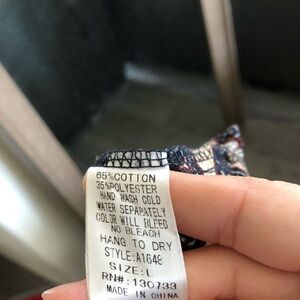 65%COTTON
35%POLYESTER
HAND WASH COLD
WATER SEPARATELY
COLOR WILL BLEED
NO BLEACH
HANG TO DRY
STYLE:A1648
SIZE:L
RN#:130733
MADE IN CHINA